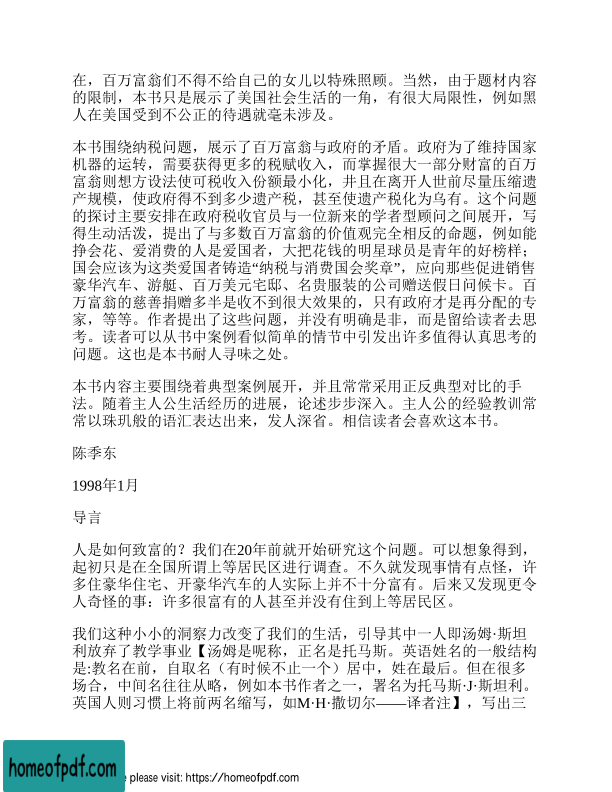 在，百万富翁们不得不给自己的女儿以特殊照顾。当然，由于题材内容
的限制，本书只是展示了美国社会生活的一角，有很大局限性，例如黑
人在美国受到不公正的待遇就毫未涉及。
本书围绕纳税问题，展示了百万富翁与政府的矛盾。政府为了维持国家
机器的运转，需要获得更多的税赋收入，而掌握很大一部分财富的百万
富翁则想方设法使可税收入份额最小化，井且在离开人世前尽量压缩遗
产规模，使政府得不到多少遗产税，甚至使遗产税化为乌有。这个问题
的探讨主要安排在政府税收官员与一位新来的学者型顾问之间展开，写
得生动活泼，提出了与多数百万富翁的价值观完全相反的命题，例如能
挣会花、爱消费的人是爱国者，大把花钱的明星球员是青年的好榜样；
国会应该为这类爱国者铸造“纳税与消费国会奖章”，应向那些促进销售
豪华汽车、游艇、百万美元宅邸、名贵服装的公司赠送假日问候卡。百
万富翁的慈善捐赠多半是收不到很大效果的，只有政府才是再分配的专
家，等等。作者提出了这些问题，并没有明确是非，而是留给读者去思
考。读者可以从书中案例看似简单的情节中引发出许多值得认真思考的
问题。这也是本书耐人寻味之处。
本书内容主要围绕着典型案例展开，并且常常采用正反典型对比的手
法。随着主人公生活经历的进展，论述步步深入。主人公的经验教训常
常以珠玑般的语汇表达出来，发人深省。相信读者会喜欢这本书。
陈季东
1998年1月
导言
人是如何致富的？我们在20年前就开始研究这个问题。可以想象得到，
起初只是在全国所谓上等居民区进行调查。不久就发现事情有点怪，许
多住豪华住宅、开豪华汽车的人实际上并不十分富有。后来又发现更令
人奇怪的事：许多很富有的人甚至并没有住到上等居民区。
我们这种小小的洞察力改变了我们的生活，引导其中一人即汤姆·斯坦
利放弃了教学事业【汤姆是呢称，正名是托马斯。英语姓名的一般结构
是:教名在前，自取名（有时候不止一个）居中，姓在最后。但在很多
场合，中间名往往从略，例如本书作者之一，署名为托马斯·J·斯坦利。
英国人则习惯上将前两名缩写，如M·H·撒切尔——译者注】，写出三
homeofpdf.com
e please visit: https://homeofpdf.com